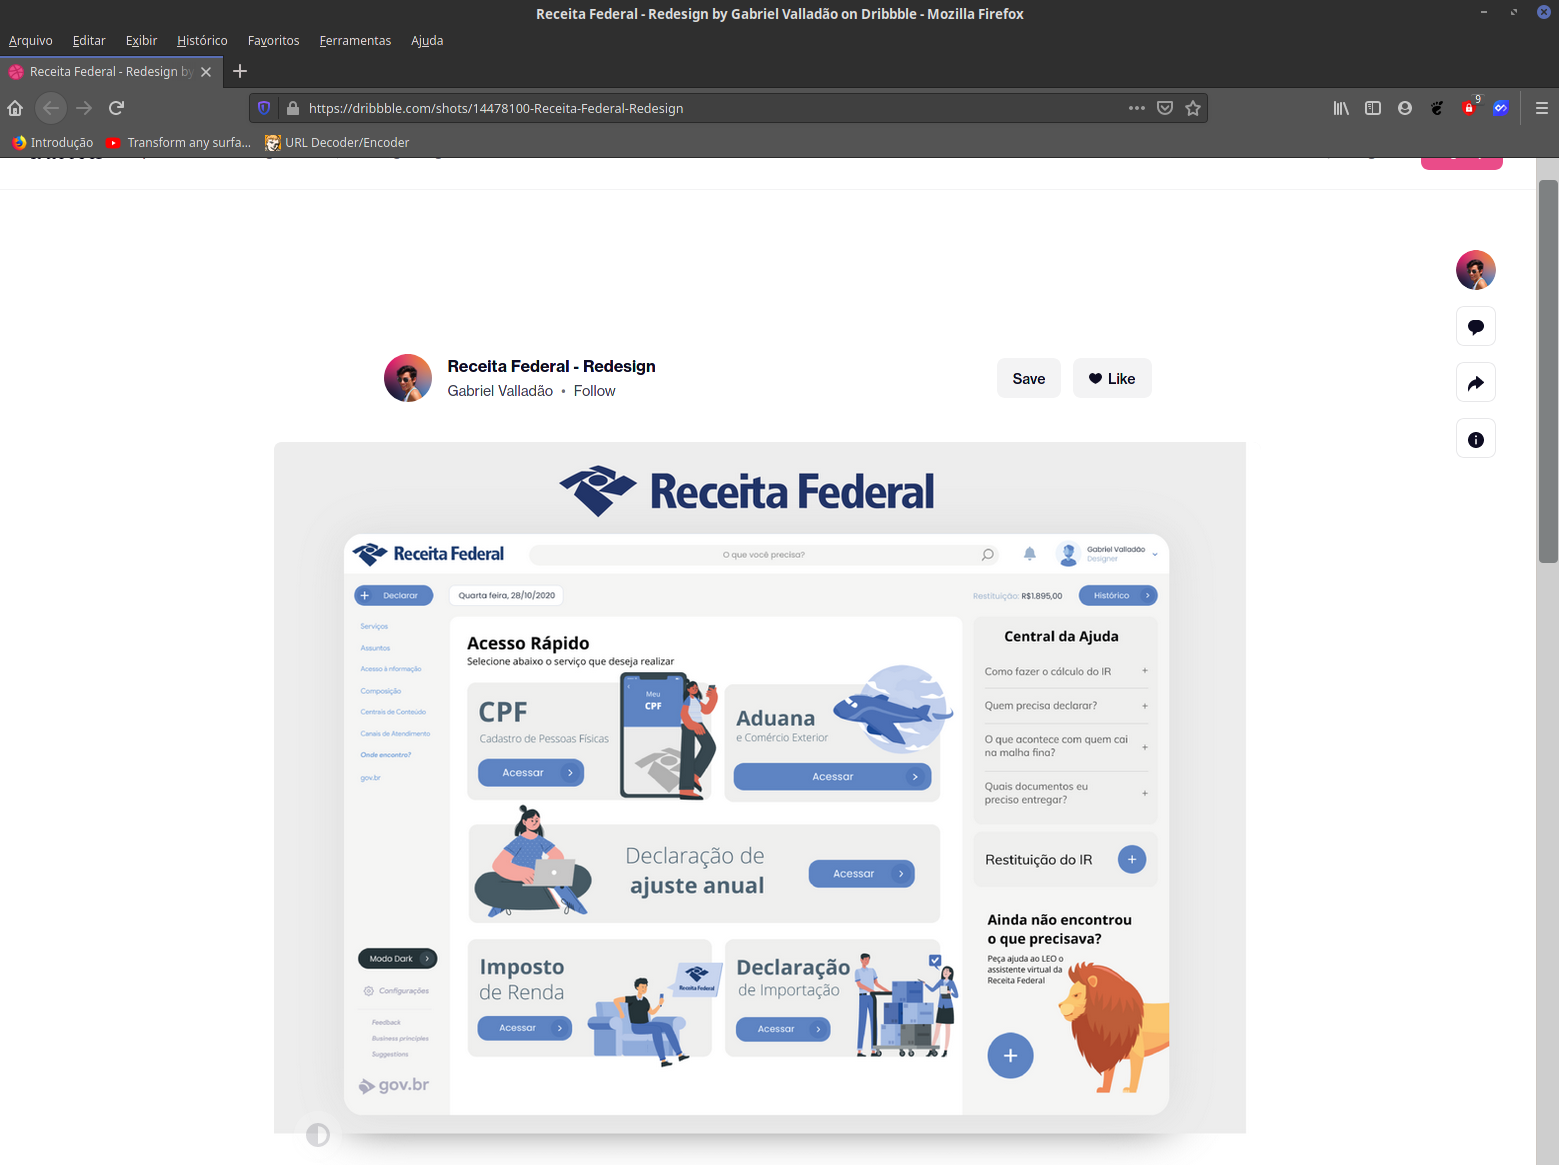 Receita Federal - Redesign by Gabriel Valladão on Dribbble - Mozilla Firefox
Arquivo Editar Exibir Histórico Favoritos Ferramentas Ajuda
Receita Federal - Redesign by
https://dribbble.com/shots/14478100-Receita-Federal-Redesign
9
Introdução Transform any surfa... URL Decoder/Encoder
Receita Federal - Redesign
Gabriel Valladão • Follow
Save
Like
Receita Federal
Receita Federal
O que você precisa?
Gabriel Valladão
Designer
Declarar
Quarta feira, 28/10/2020
Restituição: R$1.895,00
Histórico
Serviços
Assuntos
Acesso à nformação
Composição
Centrais de Conteúdo
Canais de Atendimento
Onde encontro?
gov.br
Modo Dark
Configurações
Feedback
Business principles
Suggestions
gov.br
Acesso Rápido
Selecione abaixo o serviço que deseja realizar
CPF
Cadastro de Pessoas Físicas
Acessar
Meu
CPF
Aduana
e Comércio Exterior
Acessar
Declaração de
ajuste anual
Acessar
Imposto
de Renda
Acessar
Receita Federal
Declaração
de Importação
Acessar
Central da Ajuda
Como fazer o cálculo do IR +
Quem precisa declarar? +
O que acontece com quem cai
na malha fina? +
Quais documentos eu
preciso entregar? +
Restituição do IR +
Ainda não encontrou
o que precisava?
Peça ajuda ao LEO o
assistente virtual da
Receita Federal
+